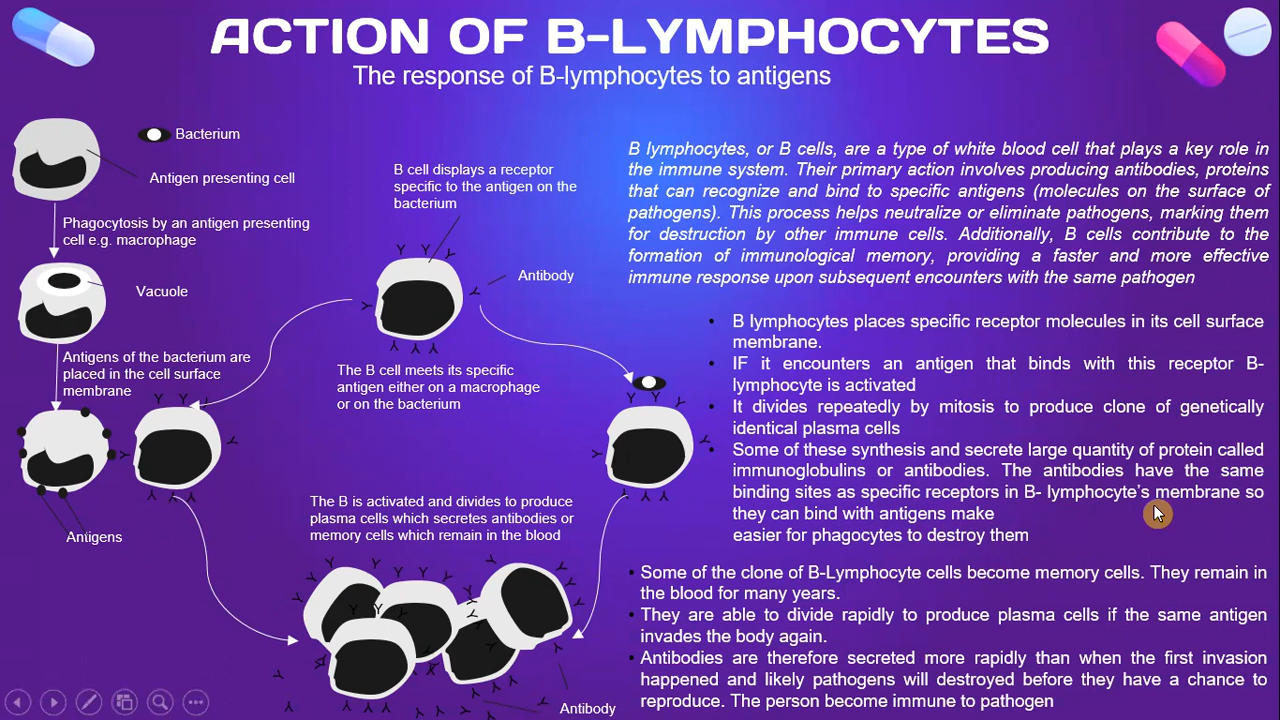 ACTION OF B-LYMPHOCYTES
The response of B-lymphocytes to antigens
Bacterium
Antigen presenting cell
Phagocytosis by an antigen presenting
cell e.g. macrophage
Vacuole
Antigens of the bacterium are
placed in the cell surface
membrane
Antigens
B cell displays a receptor
specific to the antigen on the
bacterium
Antibody
The B cell meets its specific
antigen either on a macrophage
or on the bacterium
The B is activated and divides to produce
plasma cells which secretes antibodies or
memory cells which remain in the blood
Antibody
B lymphocytes, or B cells, are a type of white blood cell that plays a key role in
the immune system. Their primary action involves producing antibodies, proteins
that can recognize and bind to specific antigens (molecules on the surface of
pathogens). This process helps neutralize or eliminate pathogens, marking them
for destruction by other immune cells. Additionally, B cells contribute to the
formation of immunological memory, providing a faster and more effective
immune response upon subsequent encounters with the same pathogen
• B lymphocytes places specific receptor molecules in its cell surface
membrane.
• IF it encounters an antigen that binds with this receptor B-
lymphocyte is activated
• It divides repeatedly by mitosis to produce clone of genetically
identical plasma cells
• Some of these synthesis and secrete large quantity of protein called
immunoglobulins or antibodies. The antibodies have the same
binding sites as specific receptors in B- lymphocyte's membrane so
they can bind with antigens make
easier for phagocytes to destroy them
• Some of the clone of B-Lymphocyte cells become memory cells. They remain in
the blood for many years.
• They are able to divide rapidly to produce plasma cells if the same antigen
invades the body again.
• Antibodies are therefore secreted more rapidly than when the first invasion
happened and likely pathogens will destroyed before they have a chance to
reproduce. The person become immune to pathogen